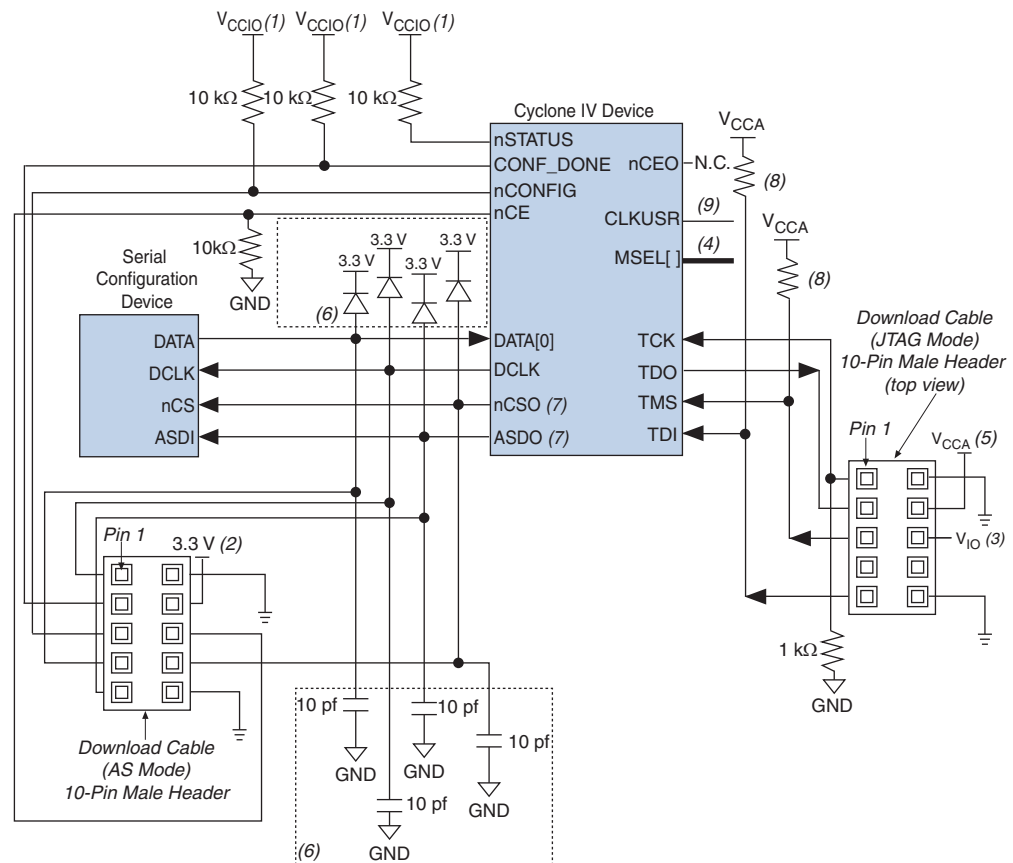 VCCIO (1) VCCIO (1) VCCIO (1)
10 kΩ 10 kΩ 10 kΩ
Cyclone IV Device
nSTATUS
CONF_DONE
nCONFIG
nCE
nCEO
N.C.
CLKUSR
(9)
MSEL[ ]
(4)
VCCA
(8)
VCCA
(8)
10kΩ
GND
3.3 V
3.3 V
3.3 V
3.3 V
(6)
Serial
Configuration
Device
DATA
DCLK
nCS
ASDI
DATA[0]
DCLK
nCSO (7)
ASDO (7)
TCK
TDO
TMS
TDI
Download Cable
(JTAG Mode)
10-Pin Male Header
(top view)
Pin 1
VCCA (5)
VIO (3)
1 kΩ
GND
Pin 1
3.3 V (2)
Download Cable
(AS Mode)
10-Pin Male Header
10 pf
GND
10 pf
GND
10 pf
GND
10 pf
GND
(6)